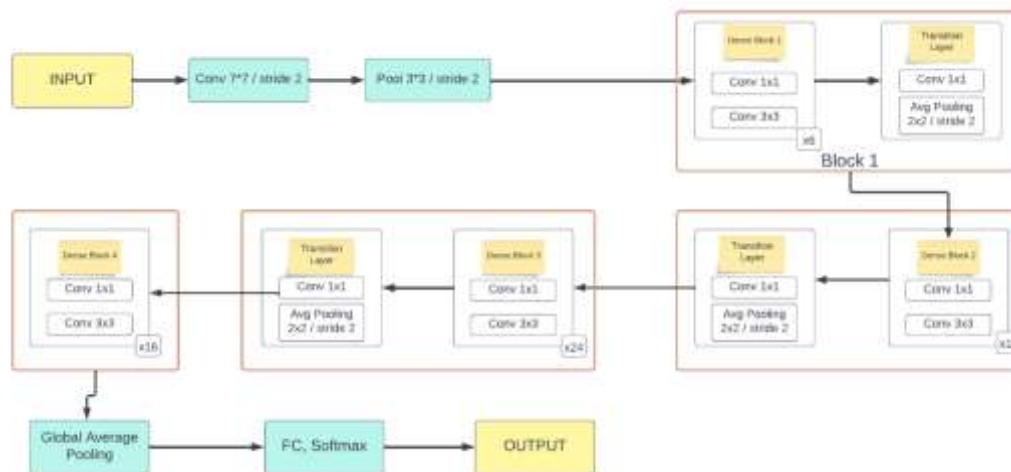 INPUT
Conv 7*7 / stride 2
Pool 3*3 / stride 2
Dense Block 1
Conv 1x1
Conv 3x3
x6
Transition
Layer
Conv 1x1
Avg Pooling
2x2 / stride 2
Block 1
Dense Block 2
Conv 1x1
Conv 3x3
Transition
Layer
Conv 1x1
Avg Pooling
2x2 / stride 2
Dense Block 3
Conv 1x1
Conv 3x3
x24
Transition
Layer
Conv 1x1
Avg Pooling
2x2 / stride 2
Dense Block 4
Conv 1x1
Conv 3x3
x16
Global Average
Pooling
FC, Softmax
OUTPUT